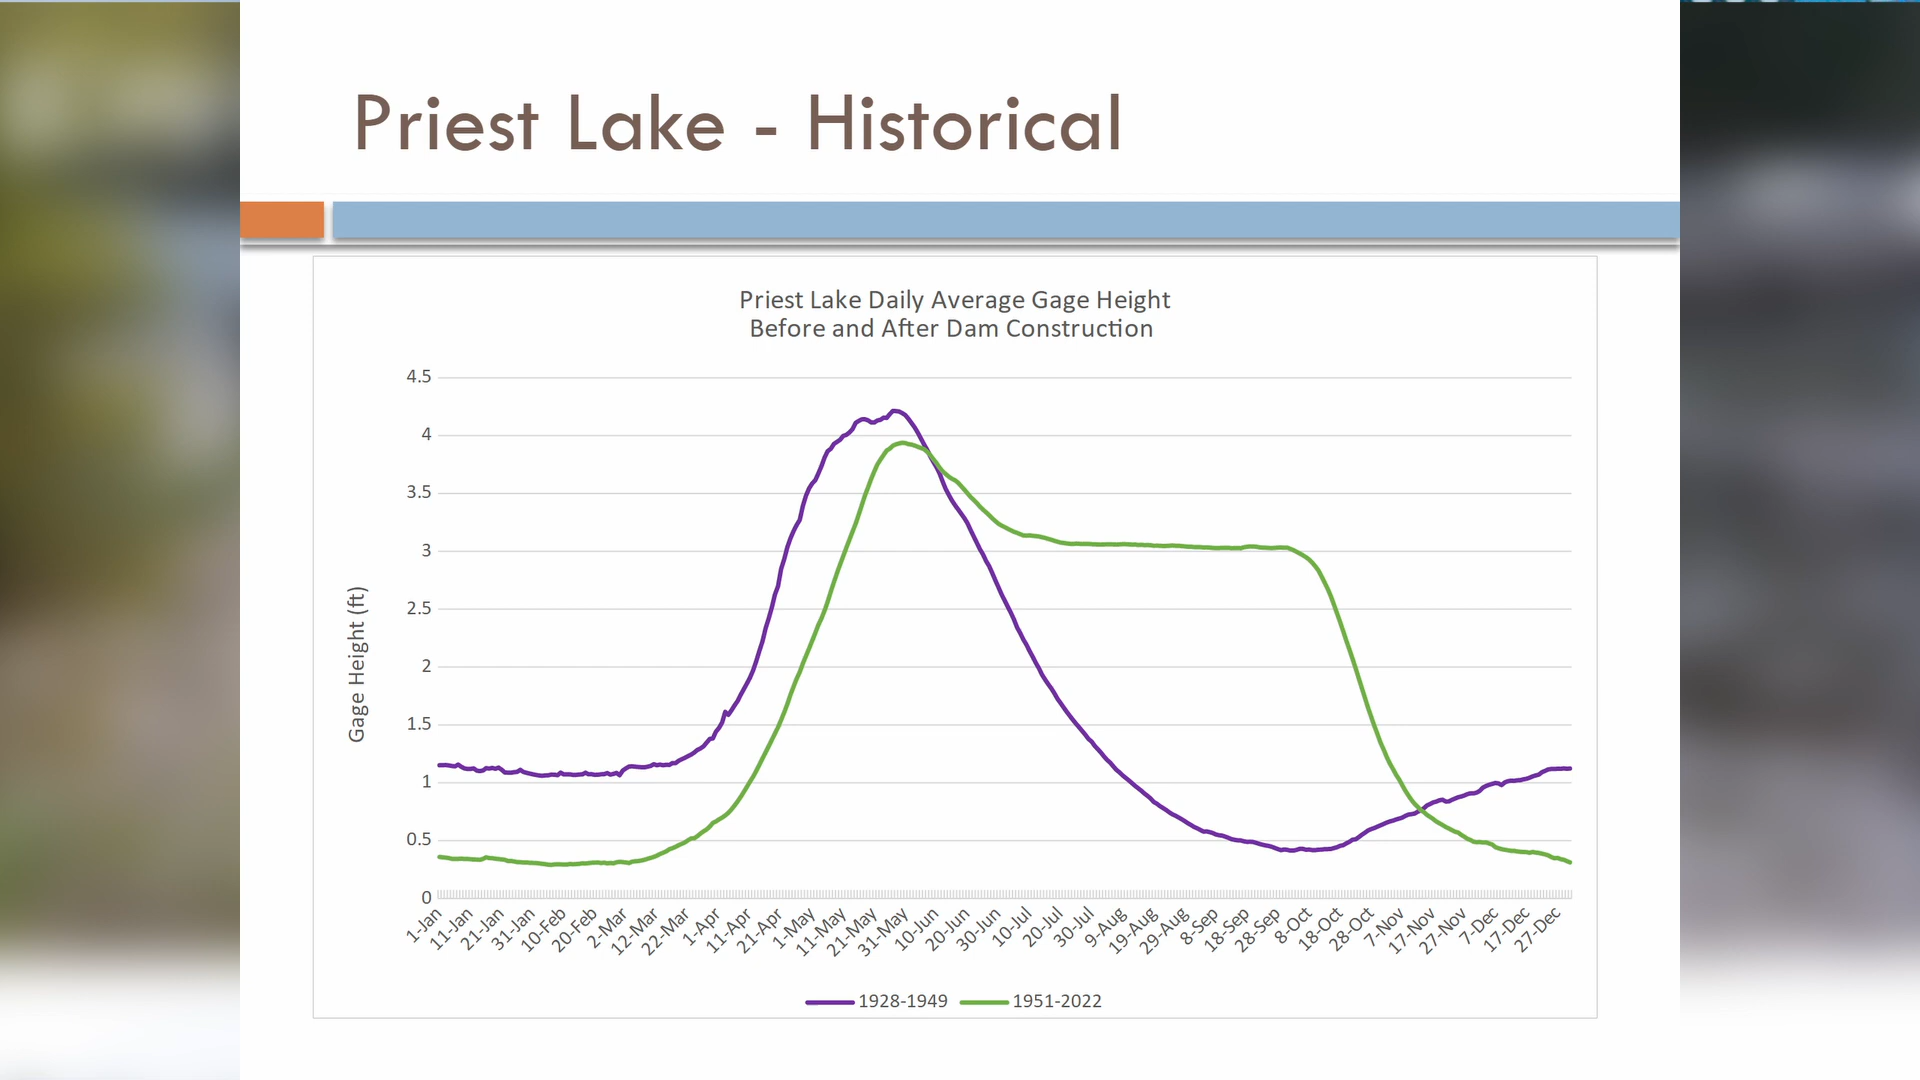 Priest Lake - Historical
Priest Lake Daily Average Gage Height
Before and After Dam Construction
Gage Height (ft)
4.5
4
3.5
3
2.5
2
1.5
1
0.5
0
1-Jan 11-Jan 21-Jan 31-Jan 10-Feb 20-Feb 2-Mar 12-Mar 22-Mar 1-Apr 11-Apr 21-Apr 1-May 11-May 21-May 31-May 10-Jun 20-Jun 30-Jun 10-Jul 20-Jul 30-Jul 9-Aug 19-Aug 29-Aug 8-Sep 18-Sep 28-Sep 8-Oct 18-Oct 28-Oct 7-Nov 17-Nov 27-Nov 7-Dec 17-Dec 27-Dec
1928-1949 1951-2022